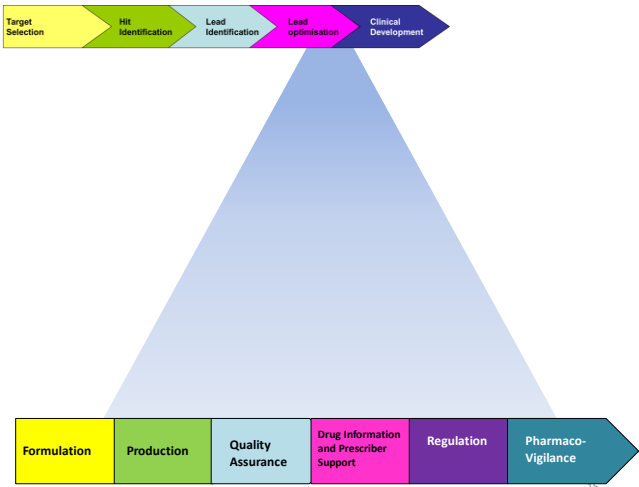 Target
Selection
Hit
Identification
Lead
Identification
Lead
optimisation
Clinical
Development
Formulation
Production
Quality
Assurance
Drug Information
and Prescriber
Support
Regulation
Pharmaco-
Vigilance